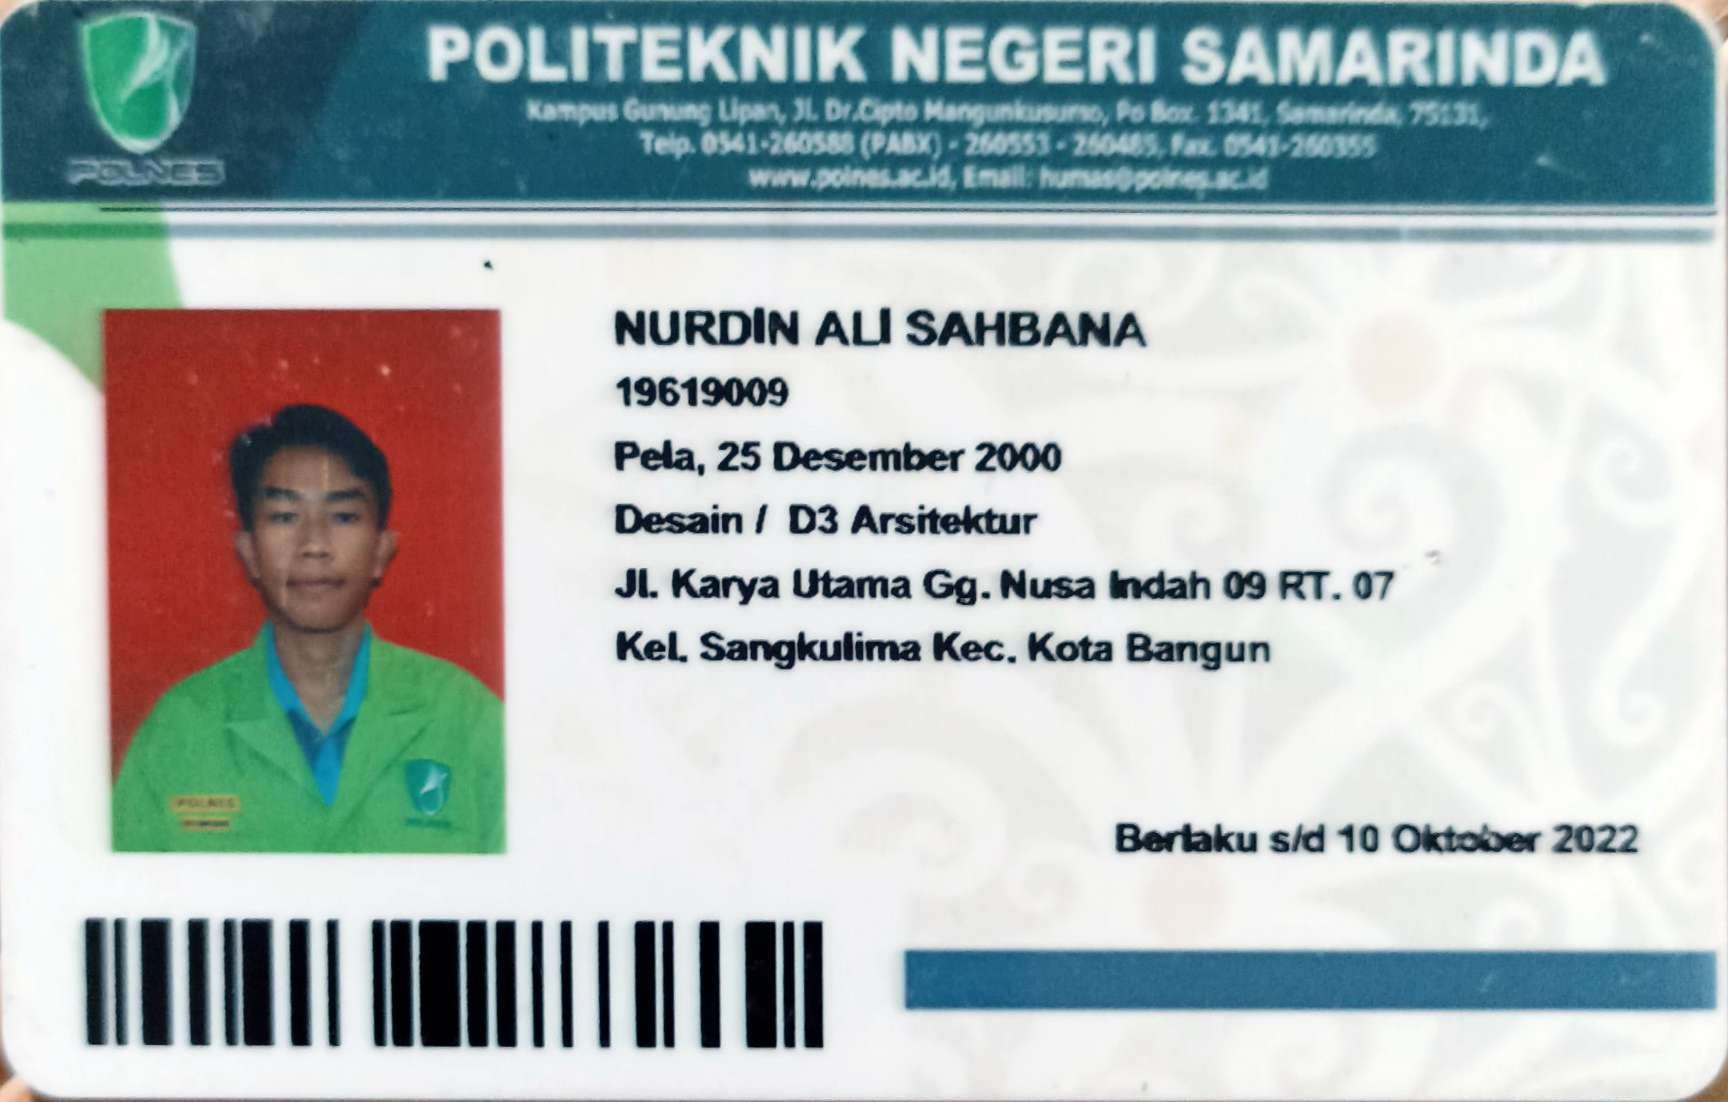 POLITEKNIK NEGERI SAMARINDA
Kampus Gunung Lipan, Jl. Dr.Cipto Mangunkusumo, Po Box. 1341, Samarinda, 75131,
Telp. 0541-260588 (PABX) - 260553 - 260485, Fax. 0541-260355
www.polnes.ac.id, Email: humas@polnes.ac.id
POLNES
NURDIN ALI SAHBANA
19619009
Pela, 25 Desember 2000
Desain / D3 Arsitektur
Jl. Karya Utama Gg. Nusa Indah 09 RT. 07
Kel. Sangkulima Kec. Kota Bangun
POLNES
Berlaku s/d 10 Oktober 2022